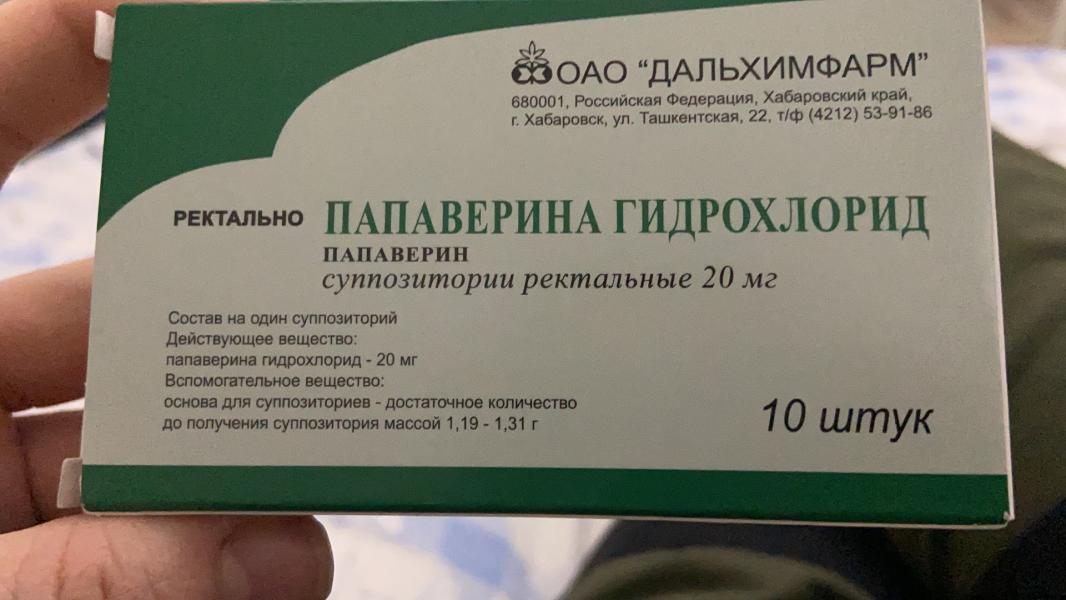 ОАО “ДАЛЬХИМФАРМ”
680001, Российская Федерация, Хабаровский край,
г. Хабаровск, ул. Ташкентская, 22, т/ф (4212) 53-91-86
РЕКТАЛЬНО ПАПАВЕРИНА ГИДРОХЛОРИД
ПАПАВЕРИН
суппозитории ректальные 20 мг
Состав на один суппозиторий
Действующее вещество:
папаверина гидрохлорид - 20 мг
Вспомогательное вещество:
основа для суппозиториев - достаточное количество
до получения суппозитория массой 1,19 - 1,31 г
10 штук